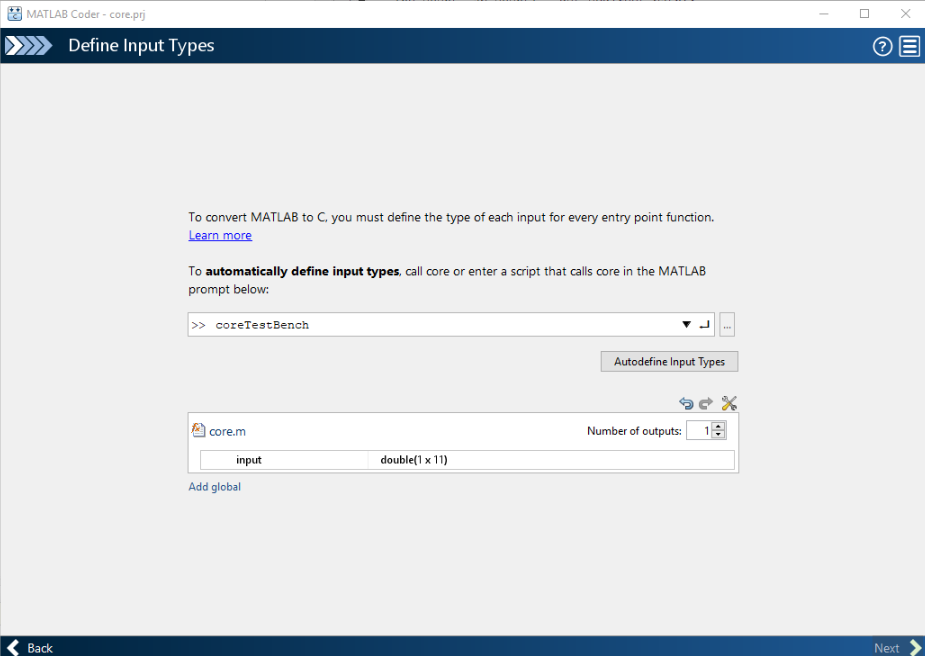 MATLAB Coder - core.prj
Define Input Types
To convert MATLAB to C, you must define the type of each input for every entry point function.
Learn more
To automatically define input types, call core or enter a script that calls core in the MATLAB
prompt below:
>> coreTestBench
...
Autodefine Input Types
core.m Number of outputs: 1
input double(1 x 11)
Add global
Back Next